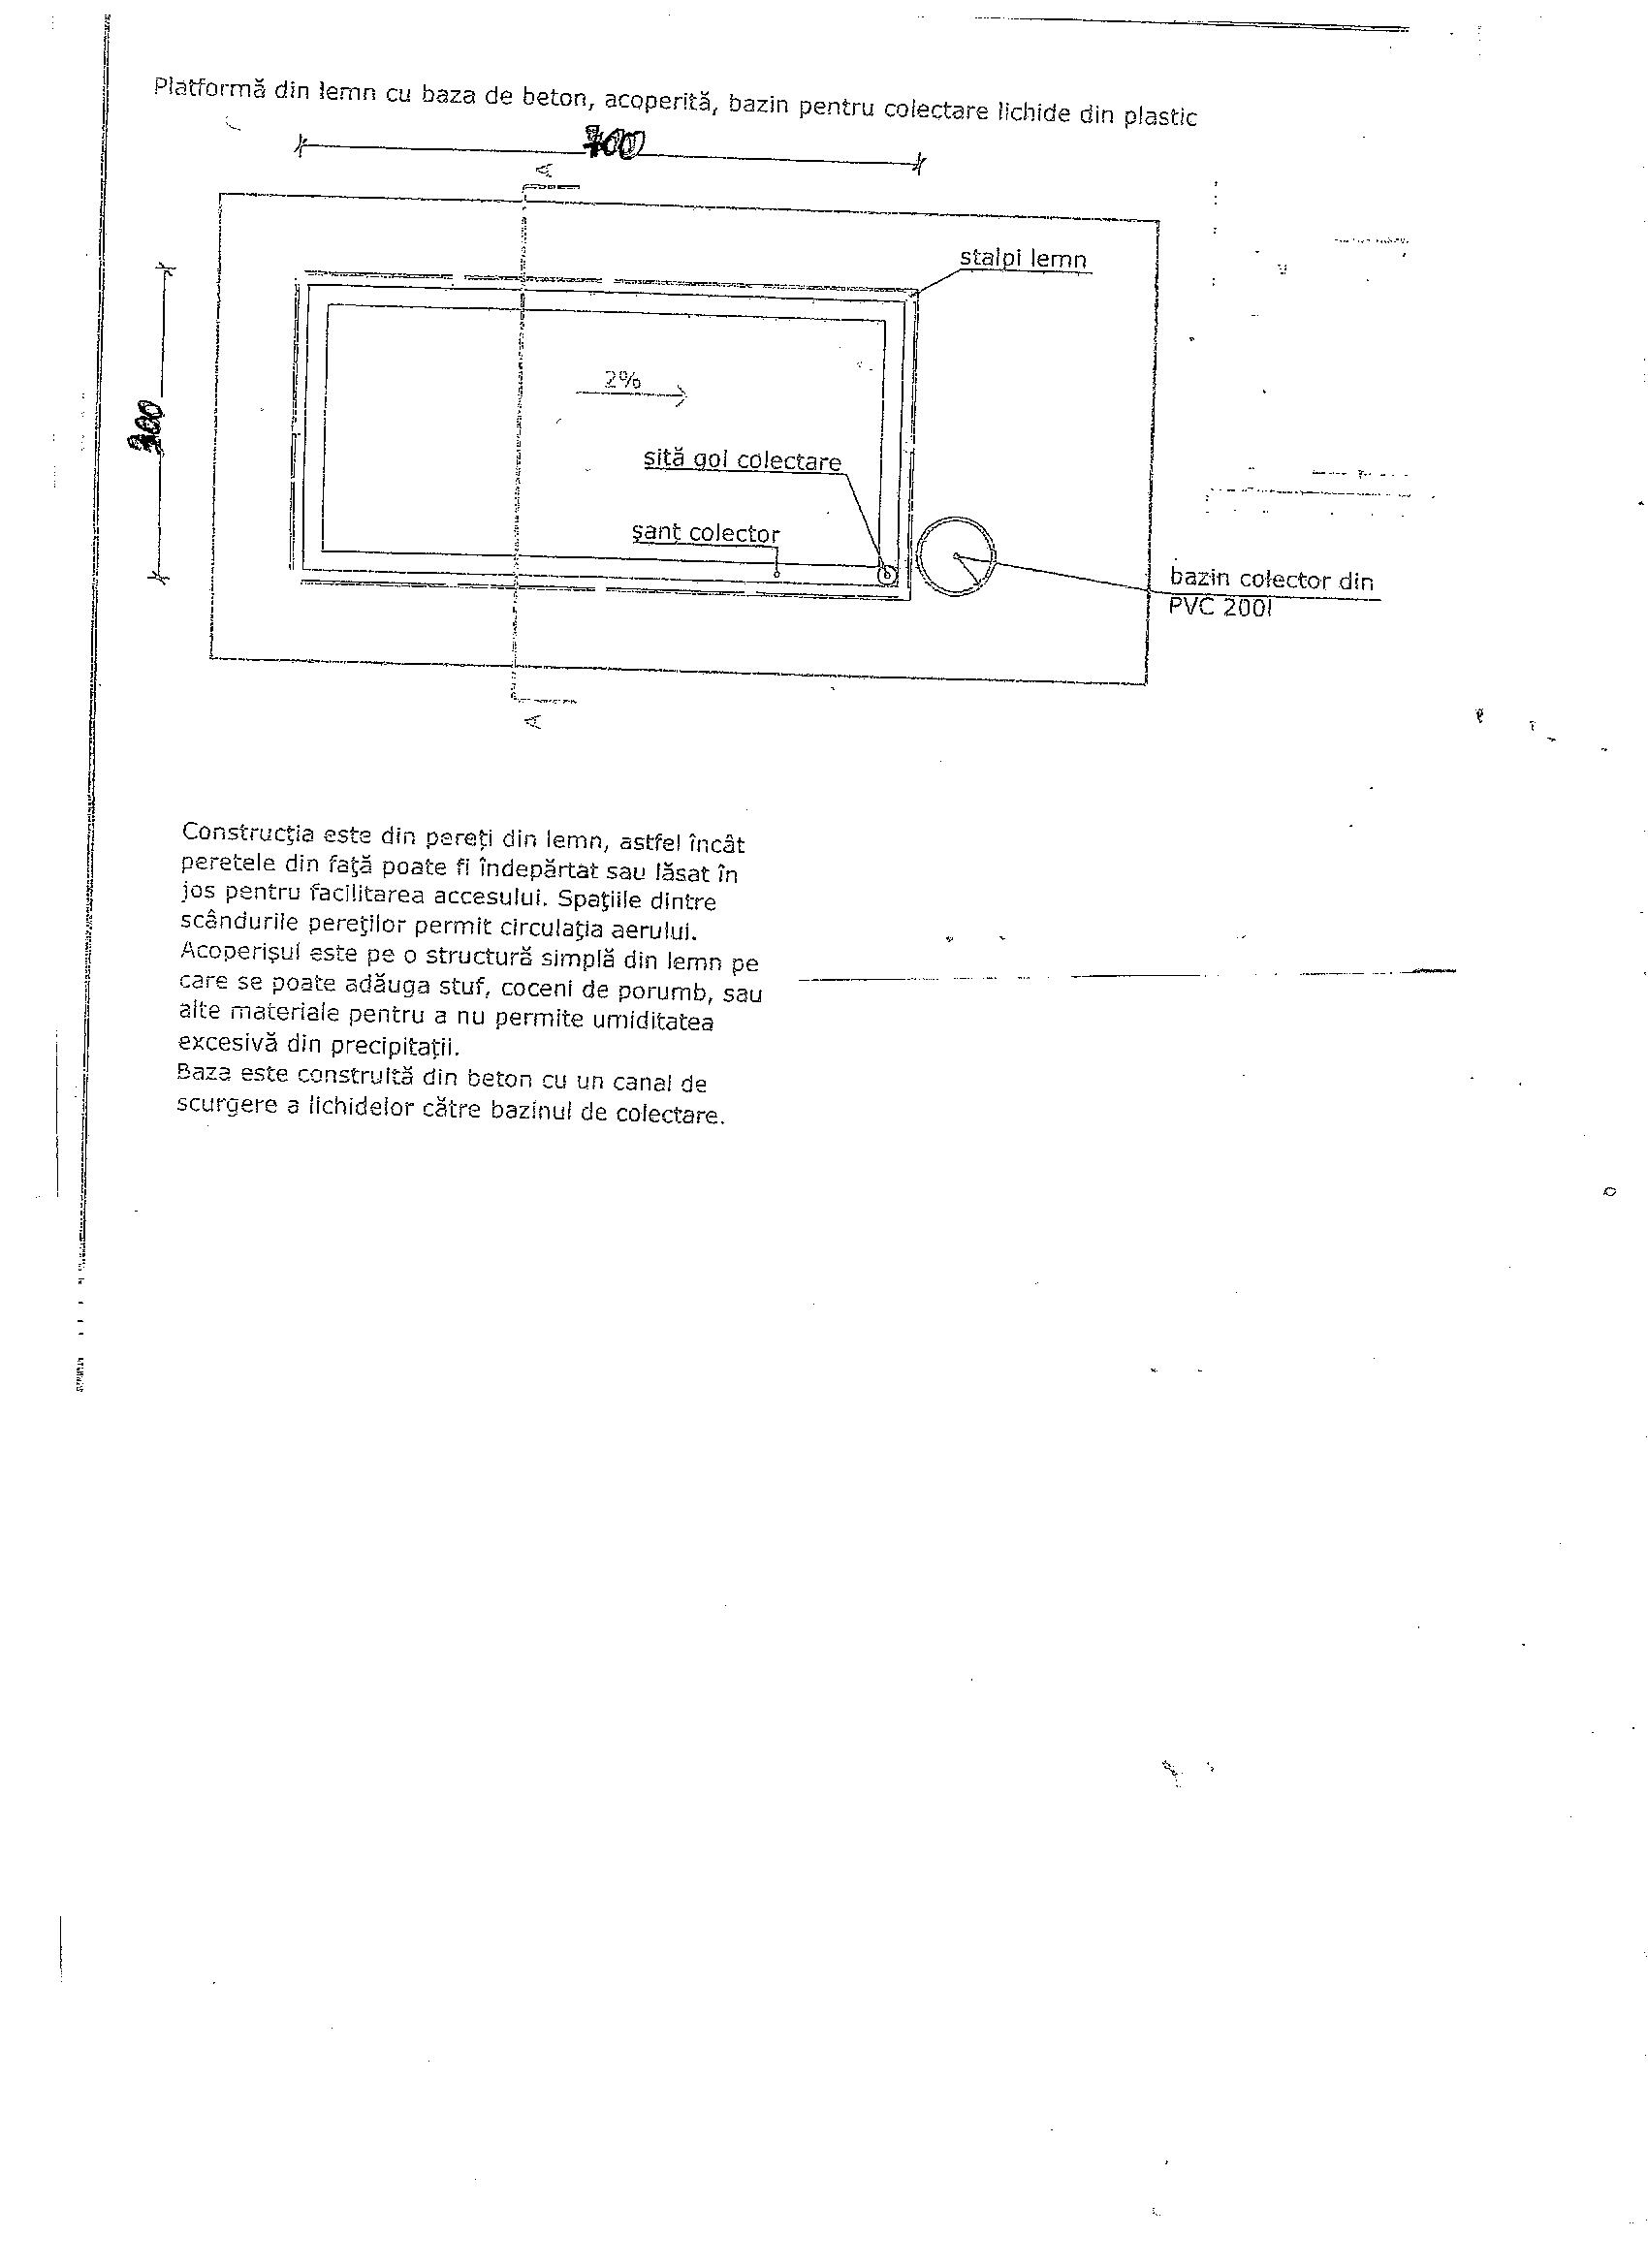 Platformă din lemn cu baza de beton, acoperită, bazin pentru colectare lichide din plastic
A
stalpi lemn
2%
sită gol colectare
şanţ colector
bazin colector din
PVC 200l
A
Construcţia este din pereţi din lemn, astfel încât
peretele din faţă poate fi îndepărtat sau lăsat în
jos pentru facilitarea accesului. Spaţiile dintre
scândurile pereţilor permit circulaţia aerului.
Acoperişul este pe o structură simplă din lemn pe
care se poate adăuga stuf, coceni de porumb, sau
alte materiale pentru a nu permite umiditatea
excesivă din precipitaţii.
Baza este construită din beton cu un canal de
scurgere a lichidelor către bazinul de colectare.